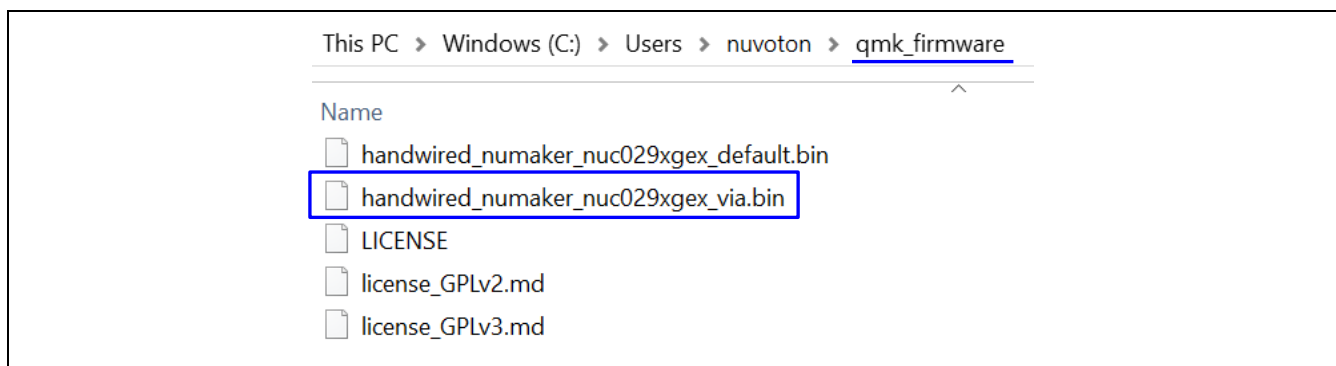 This PC > Windows (C:) > Users > nuvoton > qmk_firmware
Name
handwired_numaker_nuc029xgex_default.bin
handwired_numaker_nuc029xgex_via.bin
LICENSE
license_GPLv2.md
license_GPLv3.md